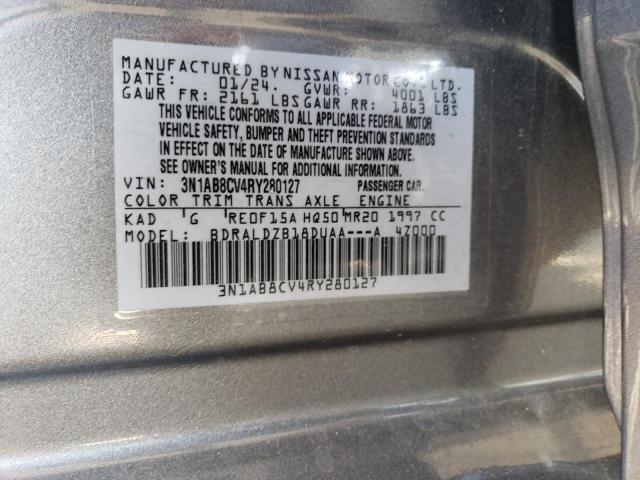 MANUFACTURED BY NISSAN MOTOR CO., LTD.
DATE: 01/24. GVWR: 4001 LBS
GAWR FR: 2161 LBS GAWR RR: 1863 LBS
THIS VEHICLE CONFORMS TO ALL APPLICABLE FEDERAL MOTOR
VEHICLE SAFETY, BUMPER AND THEFT PREVENTION STANDARDS
IN EFFECT ON THE DATE OF MANUFACTURE SHOWN ABOVE.
SEE OWNER'S MANUAL FOR ADDITIONAL INFORMATION
VIN: 3N1AB8CV4RY280127 PASSENGER CAR.
COLOR TRIM TRANS AXLE ENGINE
KAD 'G 'RE0F15A HQ50'MR20 1997 CC
MODEL: BDRALDZB18DUAA---A 4Z000
3N1AB8CV4RY280127